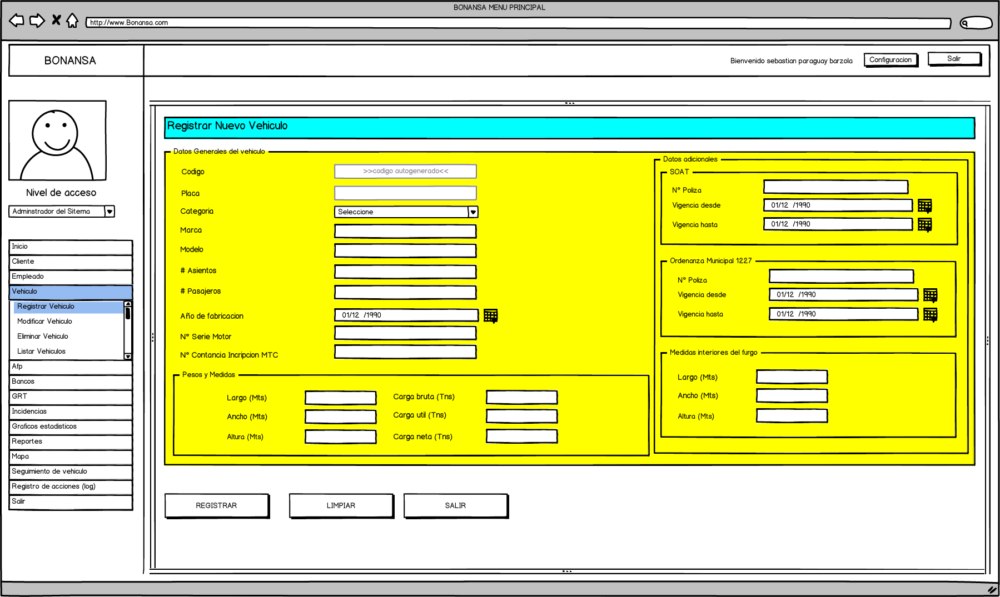 BONANSA MENU PRINCIPAL
http://www.Bonansa.com
BONANSA
Bienvenido sebastian paraguay barzola
Configuracion
Salir
Nivel de acceso
Adminstrador del Sitema
Inicio
Cliente
Empleado
Vehiculo
Registrar Vehiculo
Modificar Vehiculo
Eliminar Vehiculo
Listar Vehiculos
Afp
Bancos
GRT
Incidencias
Graficos estadisticos
Reportes
Mapa
Seguimiento de vehiculo
Registro de acciones (log)
Salir
Registrar Nuevo Vehiculo
Datos Generales del vehiculo
Codigo >>codigo autogenerado<<
Placa
Categoria Seleccione
Marca
Modelo
# Asientos
# Pasajeros
Año de fabricacion 01/12 /1990
Nº Serie Motor
Nº Contancia Incripcion MTC
Pesos y Medidas
Largo (Mts) Carga bruta (Tns)
Ancho (Mts) Carga util (Tns)
Altura (Mts) Carga neta (Tns)
Datos adicionales
SOAT
Nº Poliza
Vigencia desde 01/12 /1990
Vigencia hasta 01/12 /1990
Ordenanza Municipal 1227
Nº Poliza
Vigencia desde 01/12 /1990
Vigencia hasta 01/12 /1990
Medidas interiores del furgo
Largo (Mts)
Ancho (Mts)
Altura (Mts)
REGISTRAR LIMPIAR SALIR